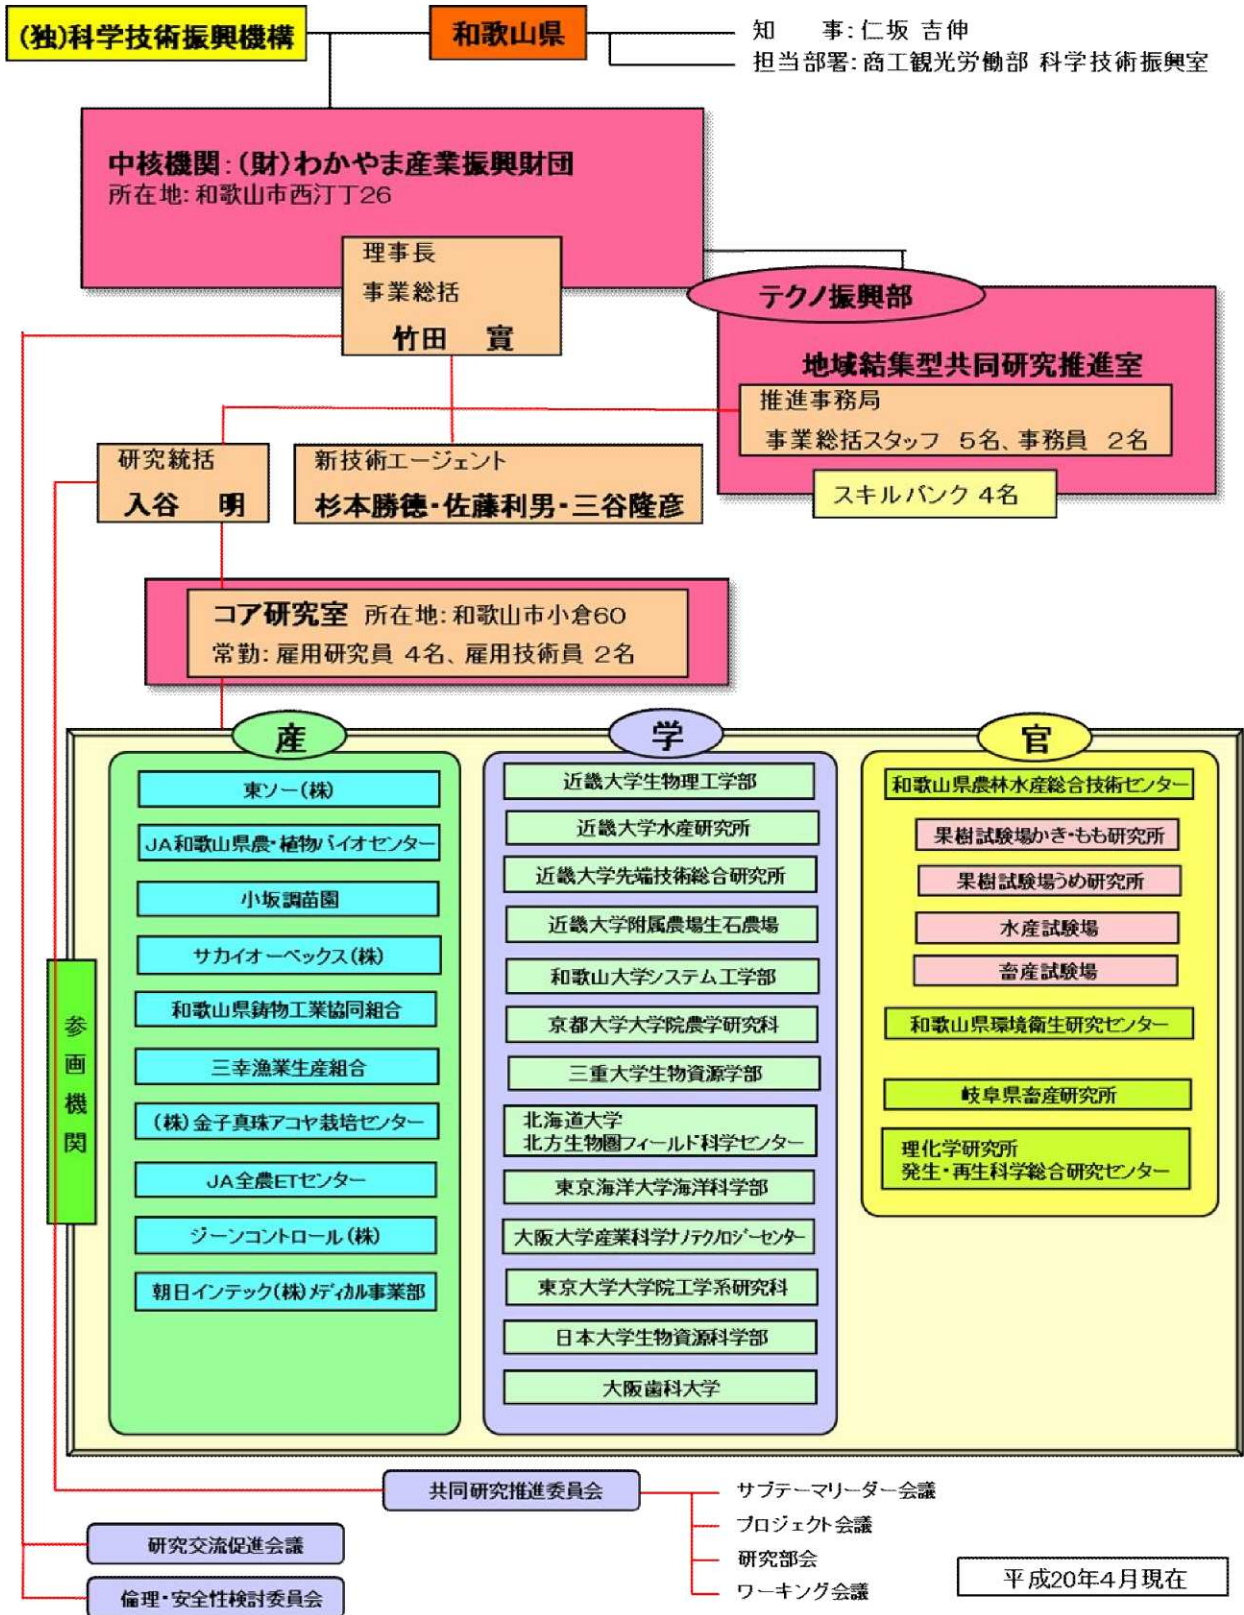 (独)科学技術振興機構
和歌山県
知　事:仁坂 吉伸
担当部署:商工観光労働部 科学技術振興室
中核機関:(財)わかやま産業振興財団
所在地:和歌山市西汀丁26
理事長
事業総括
竹田　實
テクノ振興部
地域結集型共同研究推進室
推進事務局
事業総括スタッフ 5名、事務員 2名
スキルバンク 4名
研究統括
入谷　明
新技術エージェント
杉本勝徳・佐藤利男・三谷隆彦
コア研究室 所在地:和歌山市小倉60
常勤:雇用研究員 4名、雇用技術員 2名
参画機関
産
東ソー(株)
JA和歌山県農・植物バイオセンター
小坂調苗園
サカイオーベックス(株)
和歌山県鋳物工業協同組合
三幸漁業生産組合
(株)金子真珠アコヤ栽培センター
JA全農ETセンター
ジーンコントロール(株)
朝日インテック(株)メディカル事業部
学
近畿大学生物理工学部
近畿大学水産研究所
近畿大学先端技術総合研究所
近畿大学附属農場生石農場
和歌山大学システム工学部
京都大学大学院農学研究科
三重大学生物資源学部
北海道大学
北方生物圏フィールド科学センター
東京海洋大学海洋科学部
大阪大学産業科学ナノテクノロジーセンター
東京大学大学院工学系研究科
日本大学生物資源科学部
大阪歯科大学
官
和歌山県農林水産総合技術センター
果樹試験場かき・もも研究所
果樹試験場うめ研究所
水産試験場
畜産試験場
和歌山県環境衛生研究センター
岐阜県畜産研究所
理化学研究所
発生・再生科学総合研究センター
共同研究推進委員会
サブテーマリーダー会議
プロジェクト会議
研究部会
ワーキング会議
研究交流促進会議
倫理・安全性検討委員会
平成20年4月現在